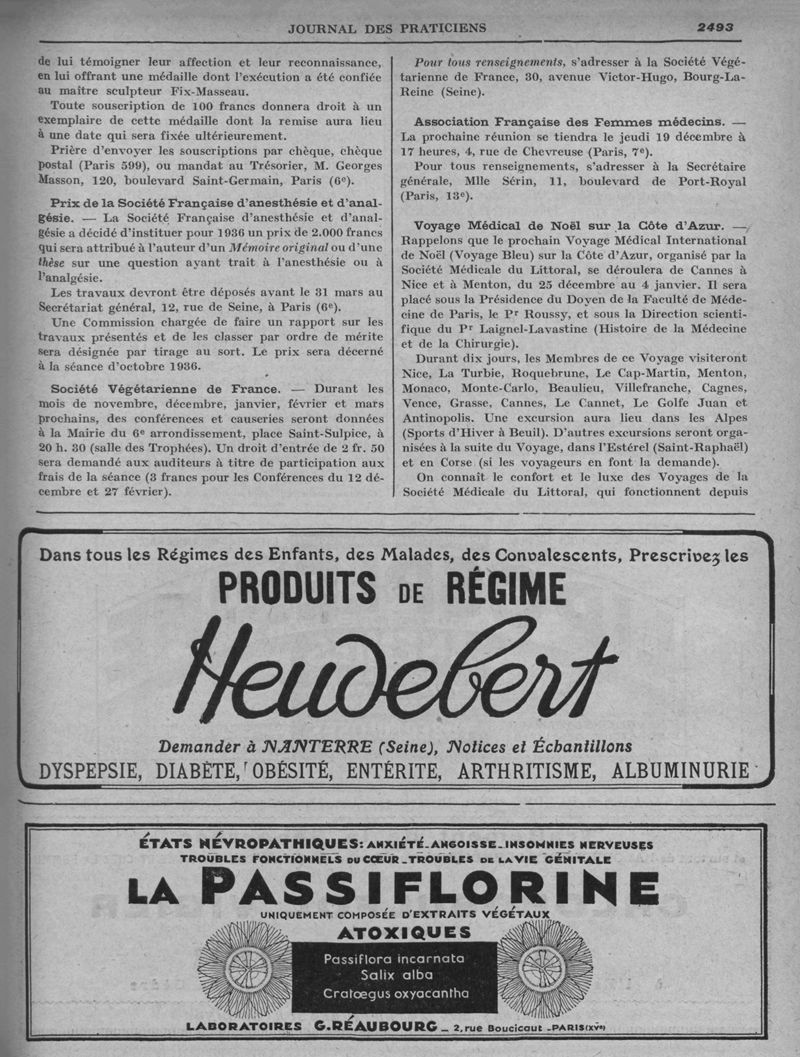 JOURNAL DES PRATICIENS 2493
de lui témoigner leur affection et leur reconnaissance,
en lui offrant une médaille dont l'exécution a été confiée
au maître sculpteur Fix-Masseau.
Toute souscription de 100 francs donnera droit à un
exemplaire de cette médaille dont la remise aura lieu
à une date qui sera fixée ultérieurement.
Prière d'envoyer les souscriptions par chèque, chèque
postal (Paris 599), ou mandat au Trésorier, M. Georges
Masson, 120, boulevard Saint-Germain, Paris (6e).
Prix de la Société Française d'anesthésie et d'anal-
gésie. — La Société Française d'anesthésie et d'anal-
gésie a décidé d'instituer pour 1936 un prix de 2.000 francs
qui sera attribué à l'auteur d'un Mémoire original ou d'une
thèse sur une question ayant trait à l'anesthésie ou à
l'analgésie.
Les travaux devront être déposés avant le 31 mars au
Secrétariat général, 12, rue de Seine, à Paris (6e).
Une Commission chargée de faire un rapport sur les
travaux présentés et de les classer par ordre de mérite
sera désignée par tirage au sort. Le prix sera décerné
à la séance d'octobre 1936.
Société Végétarienne de France. — Durant les
mois de novembre, décembre, janvier, février et mars
prochains, des conférences et causeries seront données
à la Mairie du 6e arrondissement, place Saint-Sulpice, à
20 h. 30 (salle des Trophées). Un droit d'entrée de 2 fr. 50
sera demandé aux auditeurs à titre de participation aux
frais de la séance (3 francs pour les Conférences du 12 dé-
cembre et 27 février).
Pour tous renseignements, s'adresser à la Société Végé-
tarienne de France, 30, avenue Victor-Hugo, Bourg-La-
Reine (Seine).
Association Française des Femmes médecins. —
La prochaine réunion se tiendra le jeudi 19 décembre à
17 heures, 4, rue de Chevreuse (Paris, 7e).
Pour tous renseignements, s'adresser à la Secrétaire
générale, Mlle Sérin, 11, boulevard de Port-Royal
(Paris, 13e).
Voyage Médical de Noël sur la Côte d'Azur. —
Rappelons que le prochain Voyage Médical International
de Noël (Voyage Bleu) sur la Côte d'Azur, organisé par la
Société Médicale du Littoral, se déroulera de Cannes à
Nice et à Menton, du 25 décembre au 4 janvier. Il sera
placé sous la Présidence du Doyen de la Faculté de Méde-
cine de Paris, le Pr Roussy, et sous la Direction scienti-
fique du Pr Laignel-Lavastine (Histoire de la Médecine
et de la Chirurgie).
Durant dix jours, les Membres de ce Voyage visiteront
Nice, La Turbie, Roquebrune, Le Cap-Martin, Menton,
Monaco, Monte-Carlo, Beaulieu, Villefranche, Cagnes,
Vence, Grasse, Cannes, Le Cannet, Le Golfe Juan et
Antinopolis. Une excursion aura lieu dans les Alpes
(Sports d'Hiver à Beuil). D'autres excursions seront orga-
nisées à la suite du Voyage, dans l'Estérel (Saint-Raphaël)
et en Corse (si les voyageurs en font la demande).
On connaît le confort et le luxe des Voyages de la
Société Médicale du Littoral, qui fonctionnent depuis
Dans tous les Régimes des Enfants, des Malades, des Convalescents, Prescrivez les
PRODUITS DE RÉGIME
Heudebert
Demander à NANTERRE (Seine), Notices et Échantillons
DYSPEPSIE, DIABÈTE, OBÉSITÉ, ENTÉRITE, ARTHRITISME, ALBUMINURIE
ÉTATS NÉVROPATHIQUES: ANXIÉTÉ_ANGOISSE_INSOMNIES NERVEUSES
TROUBLES FONCTIONNELS DU CŒUR_TROUBLES DE LA VIE GÉNITALE
LA PASSIFLORINE
UNIQUEMENT COMPOSÉE D'EXTRAITS VÉGÉTAUX
ATOXIQUES
Passiflora incarnata
Salix alba
Cratœgus oxyacantha
LABORATOIRES G.RÉAUBOURG _ 2, rue Boucicaut _PARIS (XVe)